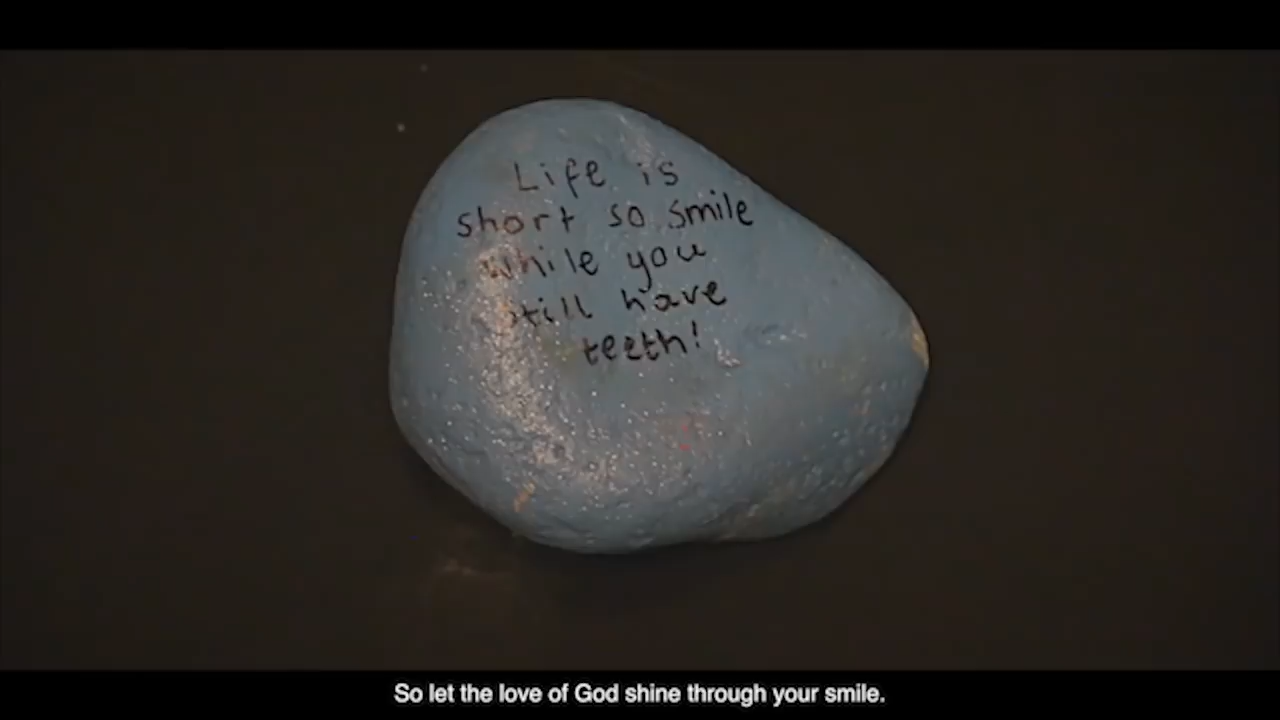 Life is
short so smile
while you
still have
teeth!
So let the love of God shine through your smile.